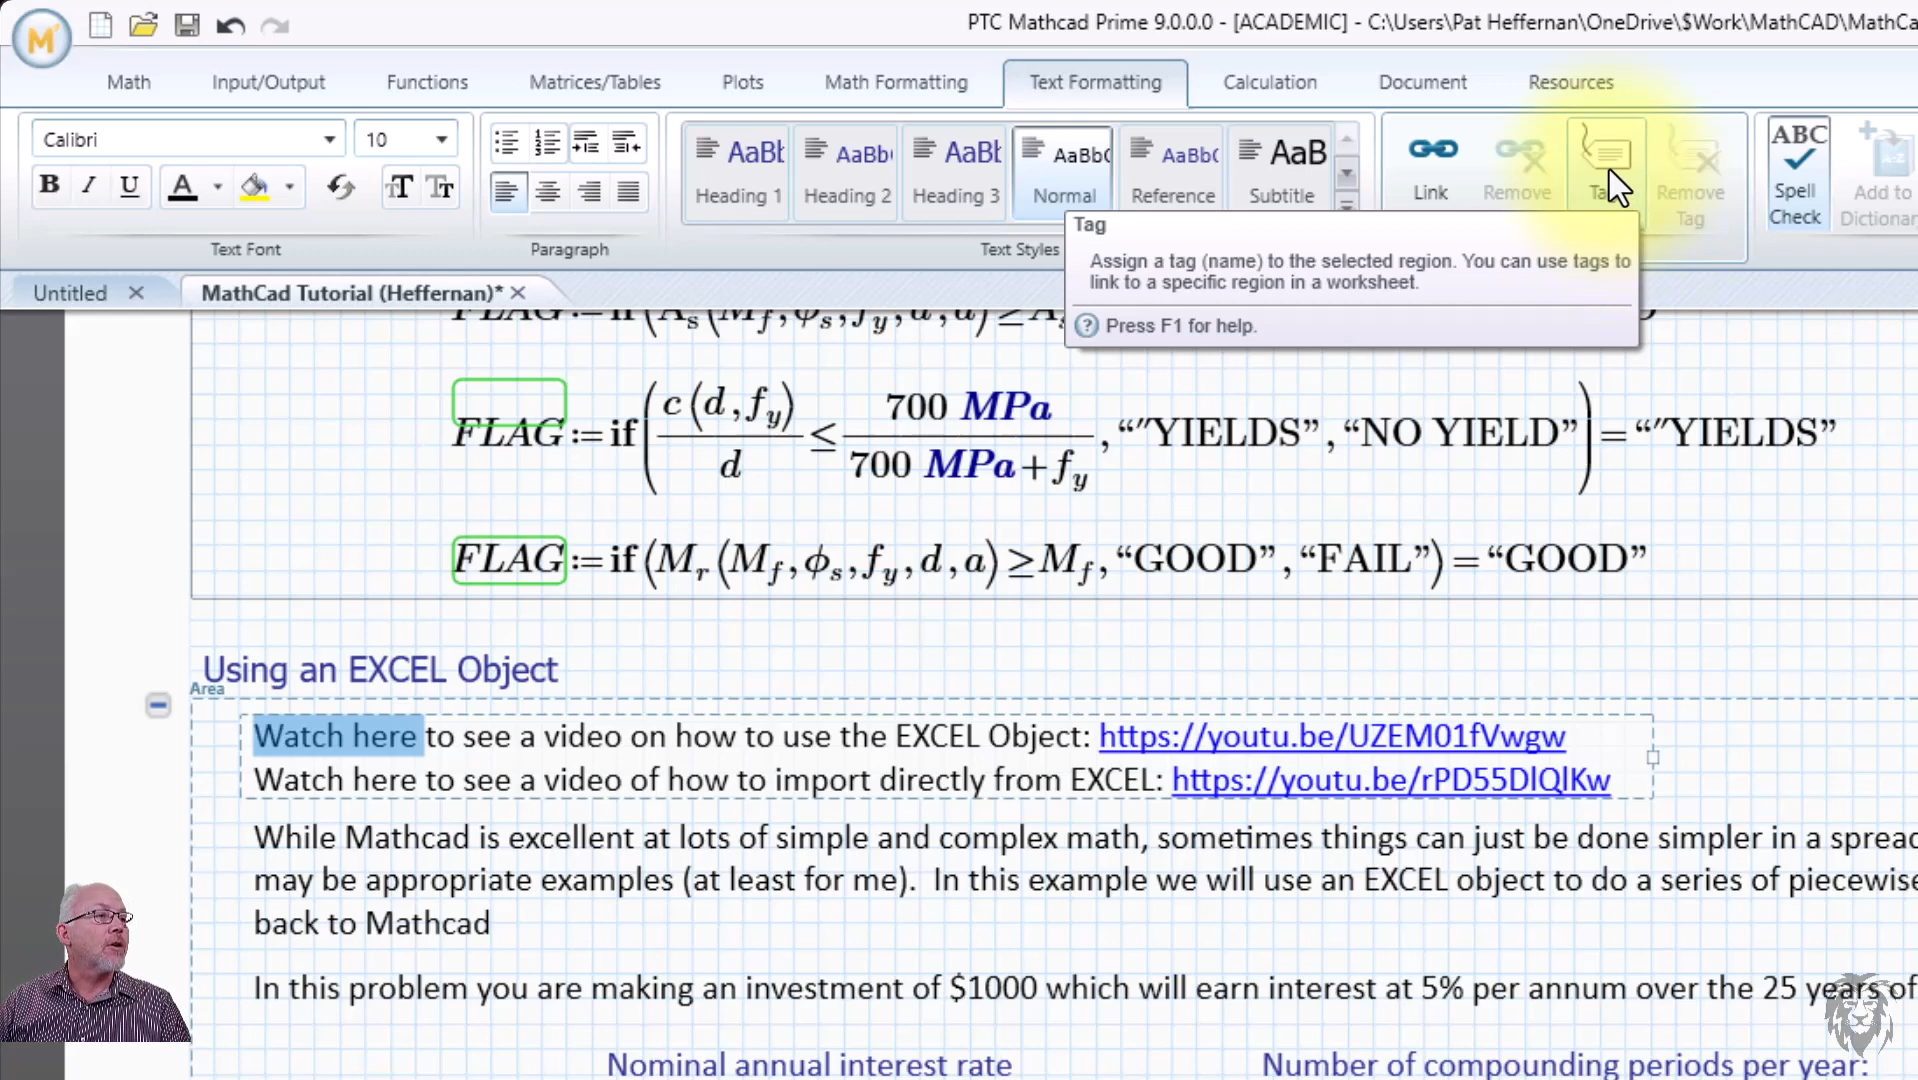 PTC Mathcad Prime 9.0.0.0 - [ACADEMIC] - C:\Users\Pat Heffernan\OneDrive\$Work\MathCAD\MathCa
Math Input/Output Functions Matrices/Tables Plots Math Formatting Text Formatting Calculation Document Resources
Calibri 10
AaBb AaBb( AaBb AaBb( AaBb( AaB
ABC
B I U A
Heading 1 Heading 2 Heading 3 Normal Reference Subtitle
Link Remove Remove Tag
Spell Check
Add to Dictionar
Text Font Paragraph Text Styles
Tag
Assign a tag (name) to the selected region. You can use tags to
link to a specific region in a worksheet.
Press F1 for help.
Untitled MathCad Tutorial (Heffernan)*
FLAG := if (c(d, f_y) / d ≤ 700 MPa / 700 MPa + f_y , “″YIELDS” , “NO YIELD”) = “″YIELDS”
FLAG := if (M_r (M_f , ϕ_s , f_y , d , a) ≥ M_f , “GOOD” , “FAIL”) = “GOOD”
Using an EXCEL Object
Area
Watch here to see a video on how to use the EXCEL Object: https://youtu.be/UZEM01fVwgw
Watch here to see a video of how to import directly from EXCEL: https://youtu.be/rPD55DlQlKw
While Mathcad is excellent at lots of simple and complex math, sometimes things can just be done simpler in a spread
may be appropriate examples (at least for me). In this example we will use an EXCEL object to do a series of piecewise
back to Mathcad
In this problem you are making an investment of $1000 which will earn interest at 5% per annum over the 25 years of
Nominal annual interest rate Number of compounding periods per year: